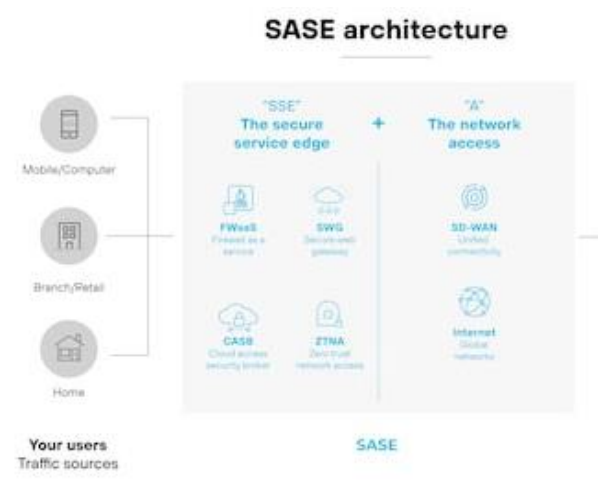 SASE architecture
"SSE"
The secure
service edge
+
"A"
The network
access
Mobile/Computer
Branch/Retail
Home
FWaaS
Firewall as a
service
SWG
Secure web
gateway
CASB
Cloud access
security broker
ZTNA
Zero trust
network access
SD-WAN
Unified
connectivity
Internet
Global
networks
Your users
Traffic sources
SASE